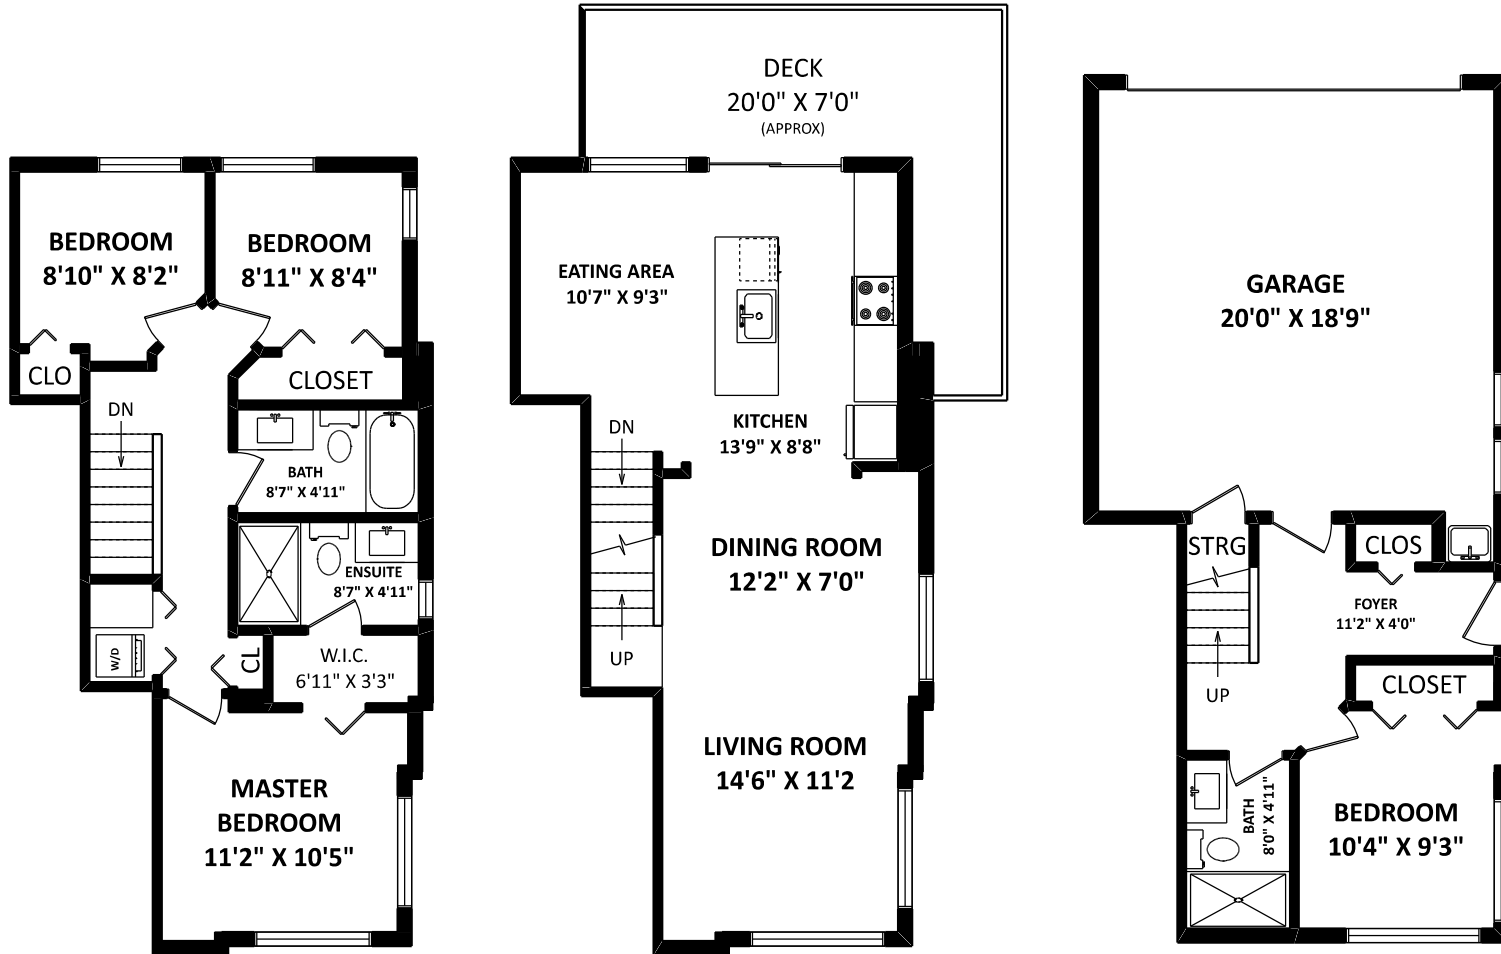 BEDROOM
8'10" X 8'2"
BEDROOM
8'11" X 8'4"
CLO
CLOSET
DN
BATH
8'7" X 4'11"
ENSUITE
8'7" X 4'11"
W/D
CL
W.I.C.
6'11" X 3'3"
MASTER
BEDROOM
11'2" X 10'5"
DECK
20'0" X 7'0"
(APPROX)
EATING AREA
10'7" X 9'3"
KITCHEN
13'9" X 8'8"
DN
DINING ROOM
12'2" X 7'0"
UP
LIVING ROOM
14'6" X 11'2
GARAGE
20'0" X 18'9"
STRG
CLOS
FOYER
11'2" X 4'0"
UP
CLOSET
BATH
8'0" X 4'11"
BEDROOM
10'4" X 9'3"